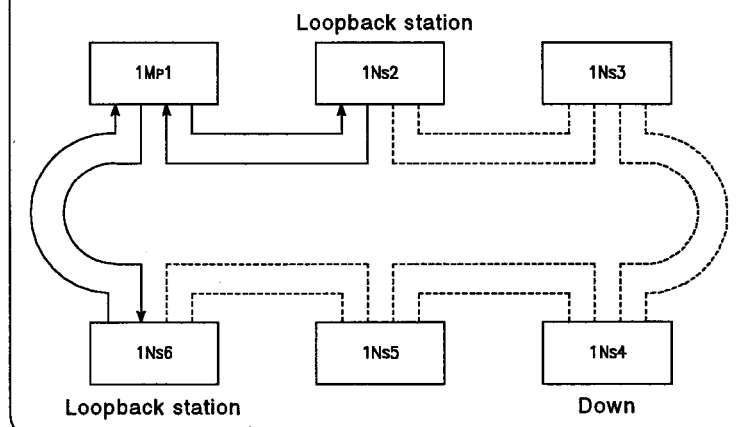 Loopback station
1MP1
1NS2
1NS3
1NS6
1NS5
1NS4
Loopback station
Down